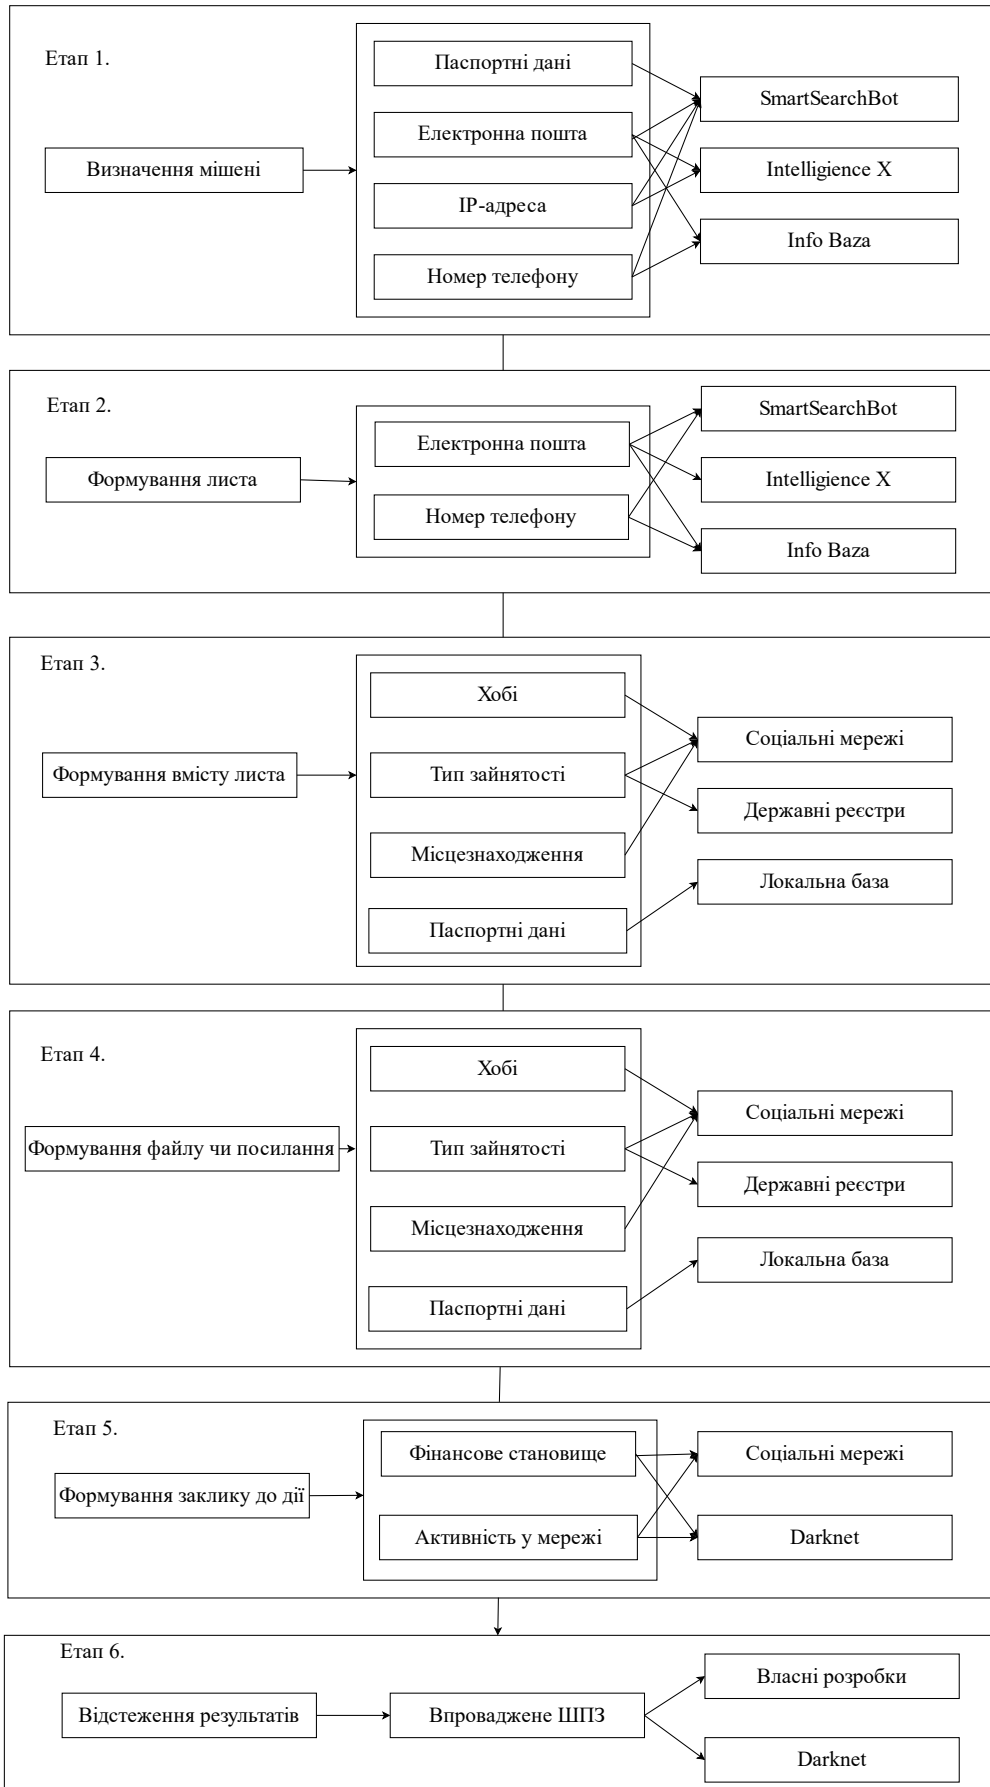 Етап 1.
Визначення мішені
Паспортні дані
Електронна пошта
IP-адреса
Номер телефону
SmartSearchBot
Intelligience X
Info Baza
Етап 2.
Формування листа
Електронна пошта
Номер телефону
SmartSearchBot
Intelligience X
Info Baza
Етап 3.
Формування вмісту листа
Хобі
Тип зайнятості
Місцезнаходження
Паспортні дані
Соціальні мережі
Державні реєстри
Локальна база
Етап 4.
Формування файлу чи посилання
Хобі
Тип зайнятості
Місцезнаходження
Паспортні дані
Соціальні мережі
Державні реєстри
Локальна база
Етап 5.
Формування заклику до дії
Фінансове становище
Активність у мережі
Соціальні мережі
Darknet
Етап 6.
Відстеження результатів
Впроваджене ШПЗ
Власні розробки
Darknet